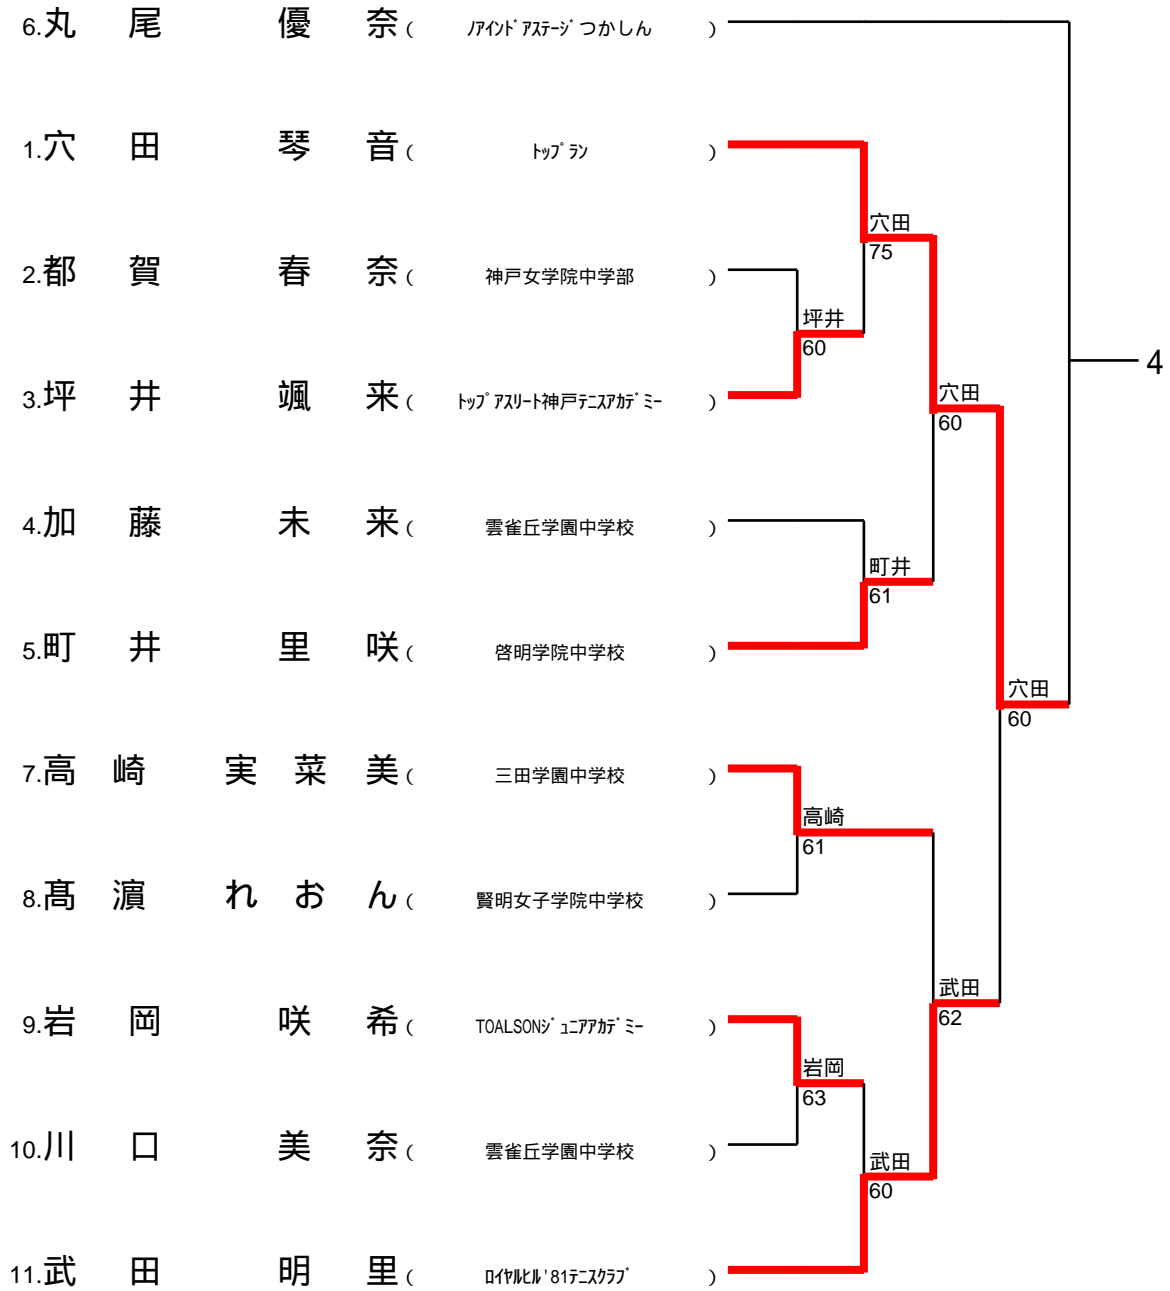 6.丸尾 優奈( ﾉｱｲﾝﾄﾞｱｽﾃｰｼﾞつかしん )
1.穴田 琴音( ﾄｯﾌﾟﾗﾝ )
穴田
75
2.都賀 春奈( 神戸女学院中学部 )
坪井
60
4
3.坪井 颯来( ﾄｯﾌﾟｱｽﾘｰﾄ神戸ﾃﾆｽｱｶﾃﾞﾐｰ )
穴田
60
4.加藤 未来( 雲雀丘学園中学校 )
町井
61
5.町井 里咲( 啓明学院中学校 )
穴田
60
7.高崎 実菜美( 三田学園中学校 )
高崎
61
8.髙濵 れおん( 賢明女子学院中学校 )
武田
62
9.岩岡 咲希( TOALSONｼﾞｭﾆｱｱｶﾃﾞﾐｰ )
岩岡
63
10.川口 美奈( 雲雀丘学園中学校 )
武田
60
11.武田 明里( ﾛｲﾔﾙﾋﾙ'81ﾃﾆｽｸﾗﾌﾞ )